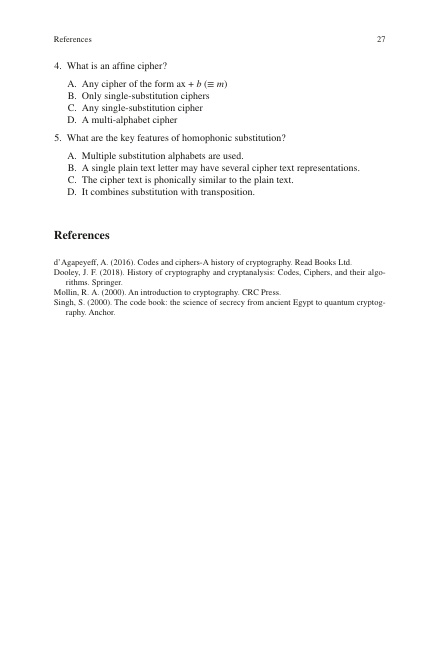 References 27
4. What is an affine cipher?
A. Any cipher of the form ax + b (≡ m)
B. Only single-substitution ciphers
C. Any single-substitution cipher
D. A multi-alphabet cipher
5. What are the key features of homophonic substitution?
A. Multiple substitution alphabets are used.
B. A single plain text letter may have several cipher text representations.
C. The cipher text is phonically similar to the plain text.
D. It combines substitution with transposition.
References
d'Agapeyeff, A. (2016). Codes and ciphers-A history of cryptography. Read Books Ltd.
Dooley, J. F. (2018). History of cryptography and cryptanalysis: Codes, Ciphers, and their algo-
rithms. Springer.
Mollin, R. A. (2000). An introduction to cryptography. CRC Press.
Singh, S. (2000). The code book: the science of secrecy from ancient Egypt to quantum cryptog-
raphy. Anchor.